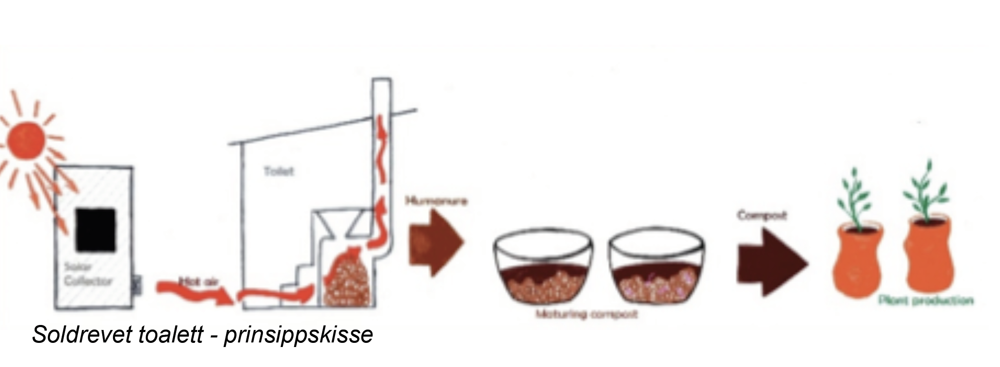 Toilet
Humanure
Compost
Solar
Collector
Hot air
Plant production
Maturing compost
Soldrevet toalett - prinsippskisse